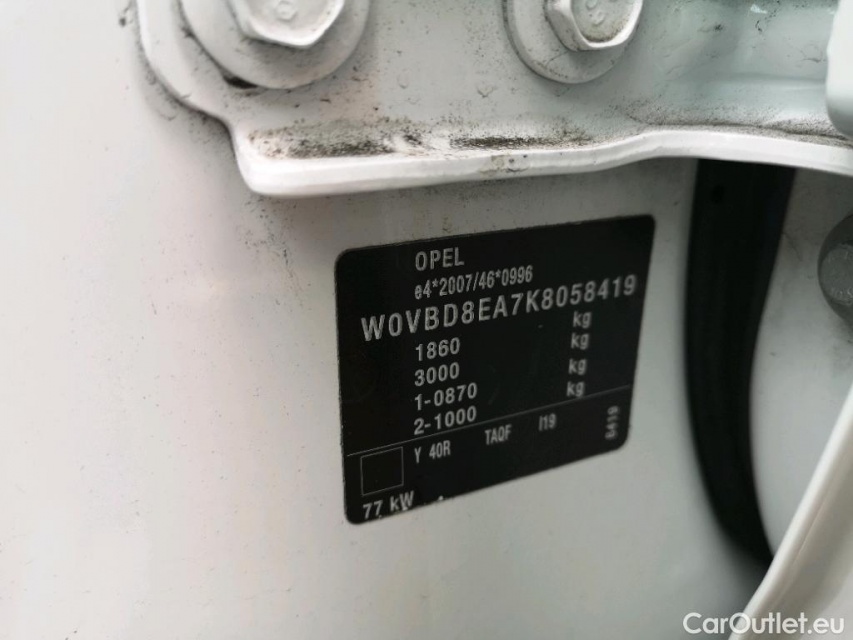 OPEL
e4*2007/46*0996
W0VBD8EA7K8058419
1860 kg
3000 kg
1-0870 kg
2-1000 kg
Y 40R TAQF I19 8419
77 kW
CarOutlet.eu